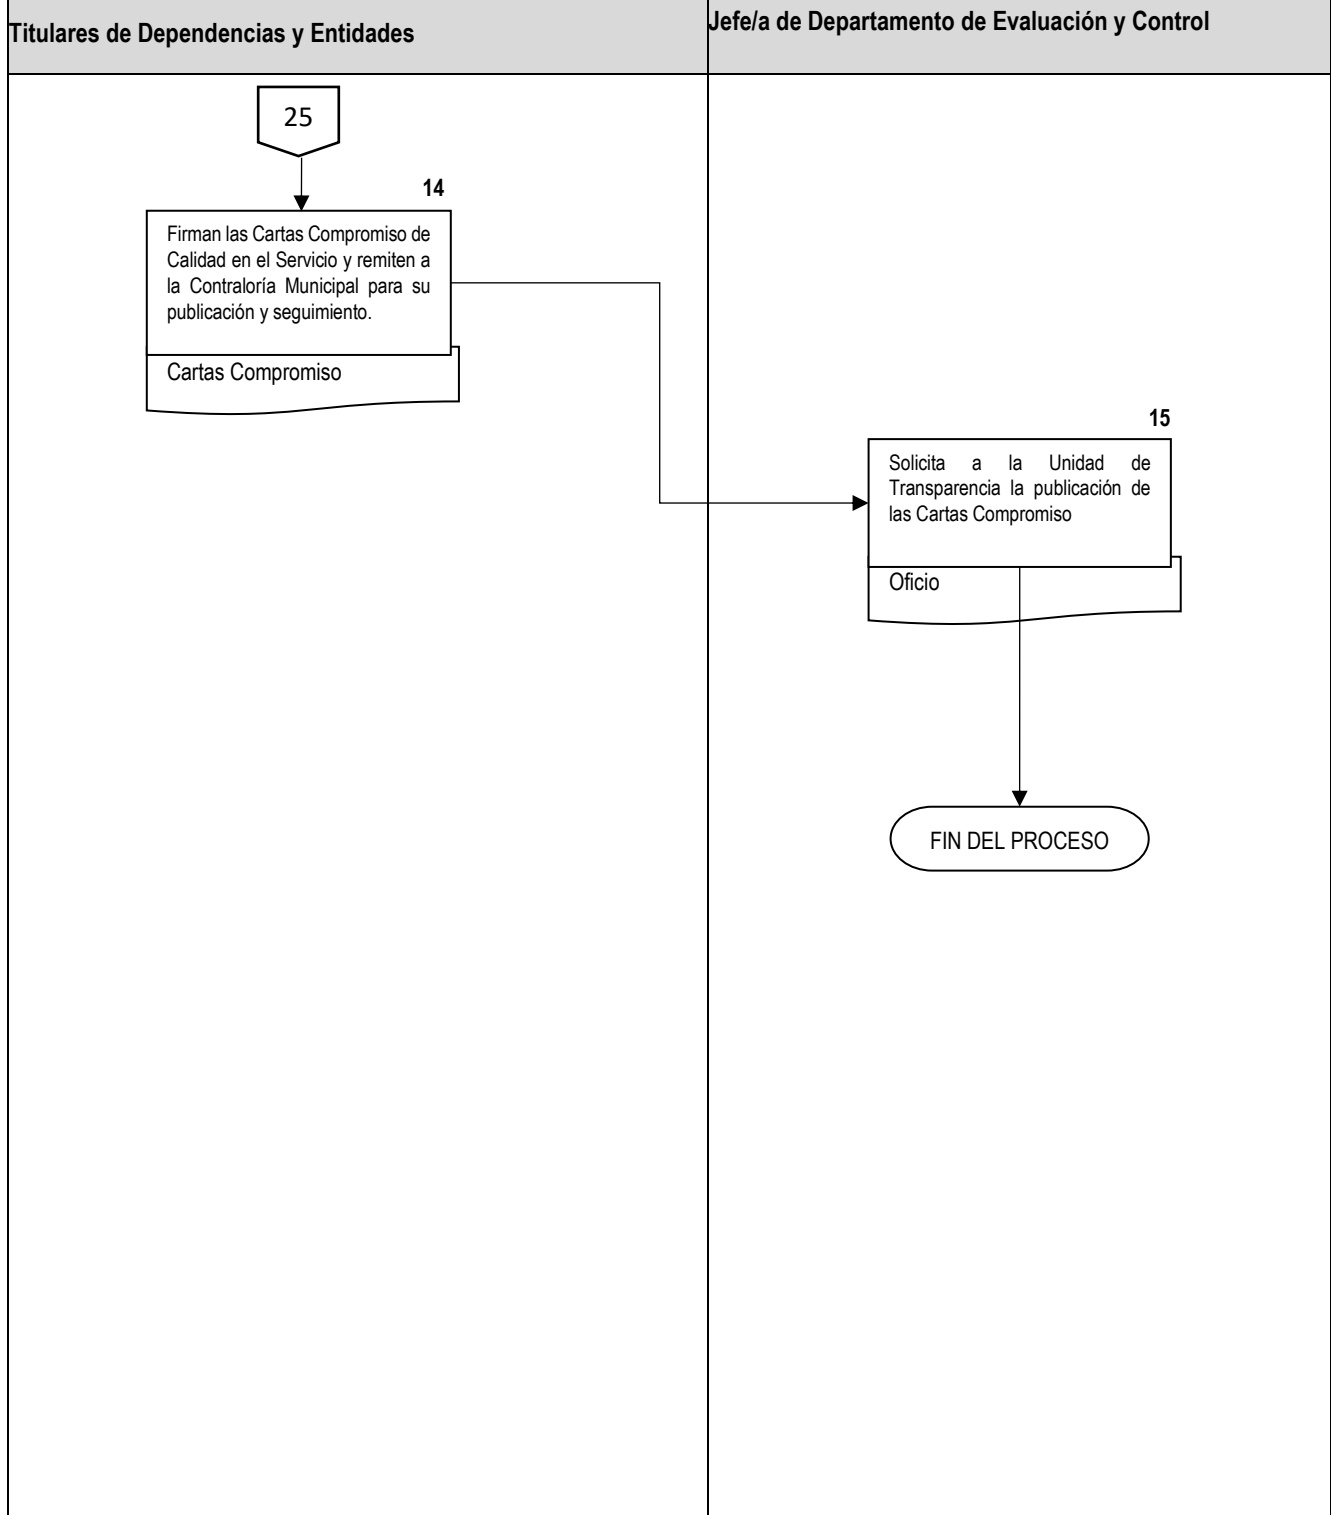 Titulares de Dependencias y Entidades
Jefe/a de Departamento de Evaluación y Control
25
14
Firman las Cartas Compromiso de
Calidad en el Servicio y remiten a
la Contraloría Municipal para su
publicación y seguimiento.
Cartas Compromiso
15
Solicita a la Unidad de
Transparencia la publicación de
las Cartas Compromiso
Oficio
FIN DEL PROCESO